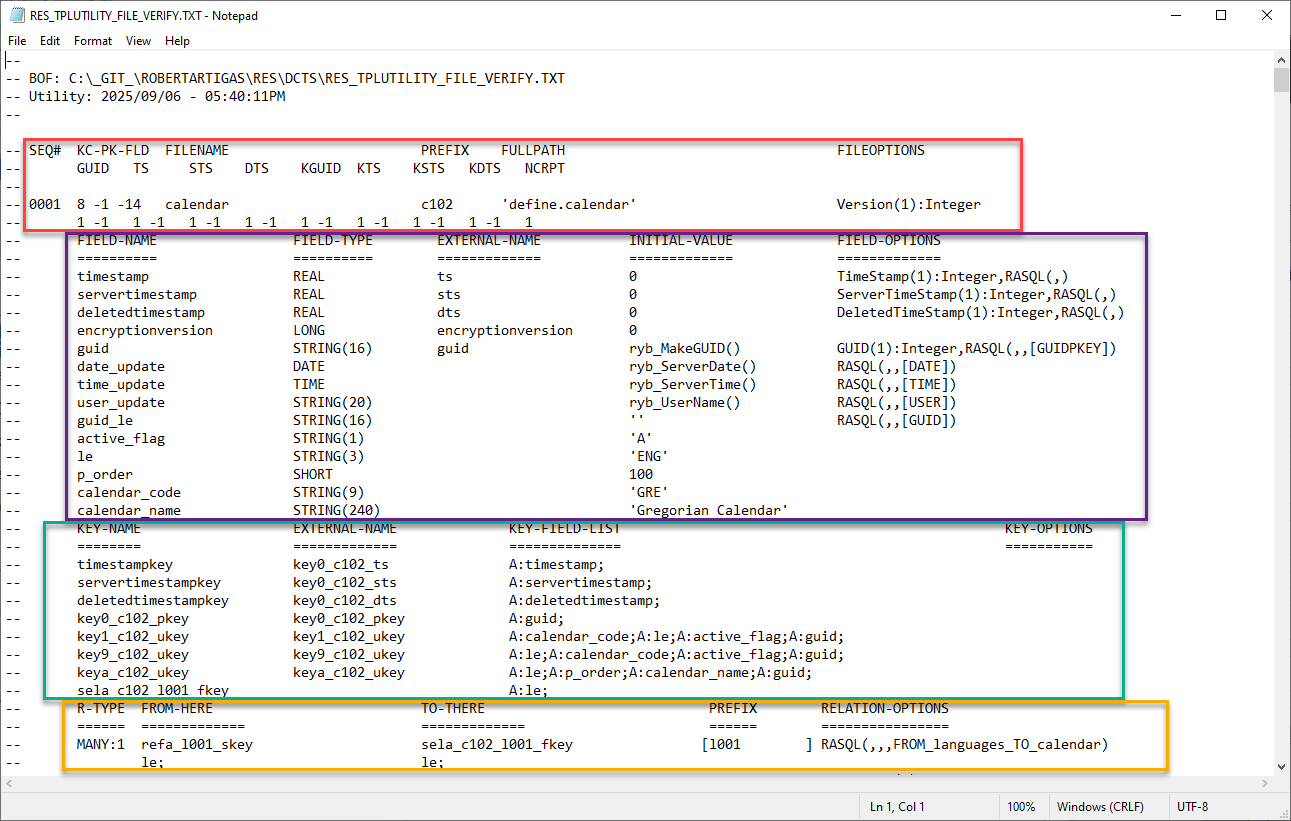 RES_TPLUTILITY_FILE_VERIFY.TXT - Notepad
File Edit Format View Help
--
-- BOF: C:\_GIT_\ROBERTARTIGAS\RES\DCTS\RES_TPLUTILITY_FILE_VERIFY.TXT
-- Utility: 2025/09/06 - 05:40:11PM
--
-- SEQ# KC-PK-FLD FILENAME PREFIX FULLPATH FILEOPTIONS
-- GUID TS STS DTS KGUID KTS KSTS KDTS NCRPT
--
-- 0001 8 -1 -14 calendar c102 'define.calendar' Version(1):Integer
-- 1 -1 1 -1 1 -1 1 -1 1 -1 1 -1 1 -1 1 -1 1
-- FIELD-NAME FIELD-TYPE EXTERNAL-NAME INITIAL-VALUE FIELD-OPTIONS
-- ========== ========== ============= ============= =============
-- timestamp REAL ts 0 TimeStamp(1):Integer,RASQL(,)
-- servertimestamp REAL sts 0 ServerTimeStamp(1):Integer,RASQL(,)
-- deletedtimestamp REAL dts 0 DeletedTimeStamp(1):Integer,RASQL(,)
-- encryptionversion LONG encryptionversion 0
-- guid STRING(16) guid ryb_MakeGUID() GUID(1):Integer,RASQL(,,[GUIDPKEY])
-- date_update DATE ryb_ServerDate() RASQL(,,[DATE])
-- time_update TIME ryb_ServerTime() RASQL(,,[TIME])
-- user_update STRING(20) ryb_UserName() RASQL(,,[USER])
-- guid_le STRING(16) '' RASQL(,,[GUID])
-- active_flag STRING(1) 'A'
-- le STRING(3) 'ENG'
-- p_order SHORT 100
-- calendar_code STRING(9) 'GRE'
-- calendar_name STRING(240) 'Gregorian Calendar'
-- KEY-NAME EXTERNAL-NAME KEY-FIELD-LIST KEY-OPTIONS
-- ======== ============= ============== ===========
-- timestampkey key0_c102_ts A:timestamp;
-- servertimestampkey key0_c102_sts A:servertimestamp;
-- deletedtimestampkey key0_c102_dts A:deletedtimestamp;
-- key0_c102_pkey key0_c102_pkey A:guid;
-- key1_c102_ukey key1_c102_ukey A:calendar_code;A:le;A:active_flag;A:guid;
-- key9_c102_ukey key9_c102_ukey A:le;A:calendar_code;A:active_flag;A:guid;
-- keya_c102_ukey keya_c102_ukey A:le;A:p_order;A:calendar_name;A:guid;
-- sela_c102_l001_fkey A:le;
-- R-TYPE FROM-HERE TO-THERE PREFIX RELATION-OPTIONS
-- ====== ============= ============= ====== ================
-- MANY:1 refa_l001_skey sela_c102_l001_fkey [l001 ] RASQL(,,,FROM_languages_TO_calendar)
-- le; le;
Ln 1, Col 1 100% Windows (CRLF) UTF-8